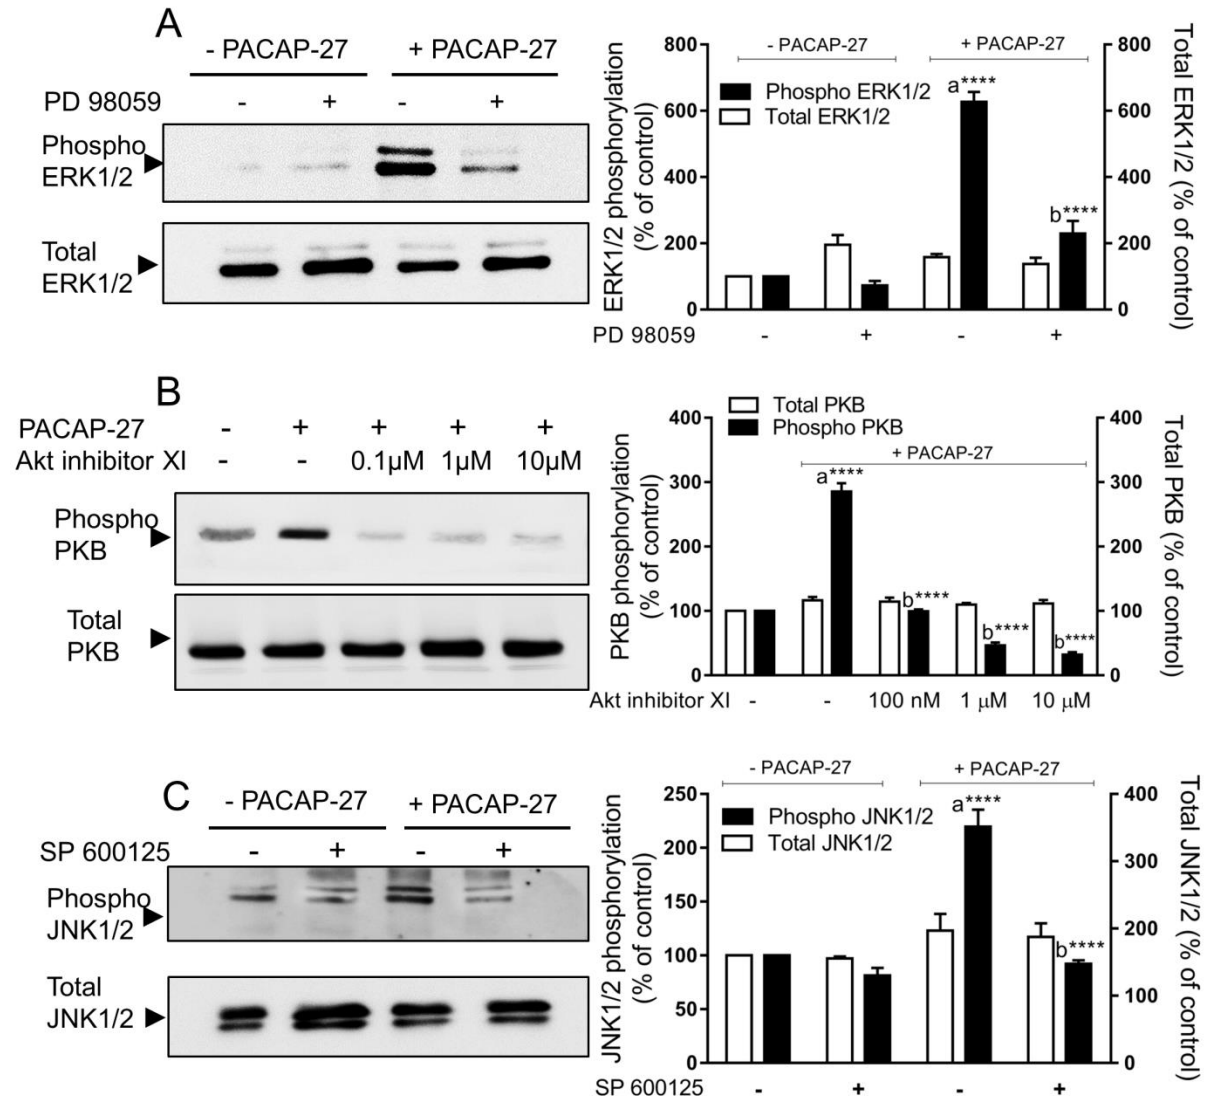 A
- PACAP-27 + PACAP-27
PD 98059 - + - +
Phospho
ERK1/2
Total
ERK1/2
ERK1/2 phosphorylation
(% of control)
800
600
400
200
0
- PACAP-27 + PACAP-27
Phospho ERK1/2
Total ERK1/2
a****
b****
800
600
400
200
0
Total ERK1/2 (% of control)
PD 98059 - + - +
B
PACAP-27 - + + + +
Akt inhibitor XI - - 0.1µM 1µM 10µM
Phospho
PKB
Total
PKB
PKB phosphorylation
(% of control)
400
300
200
100
0
Total PKB
Phospho PKB
+ PACAP-27
a****
b****
b****
b****
400
300
200
100
0
Total PKB (% of control)
Akt inhibitor XI - - 100 nM 1 µM 10 µM
C
- PACAP-27 + PACAP-27
SP 600125 - + - +
Phospho
JNK1/2
Total
JNK1/2
JNK1/2 phosphorylation
(% of control)
250
200
150
100
50
0
- PACAP-27 + PACAP-27
Phospho JNK1/2
Total JNK1/2
a****
b****
400
300
200
100
0
Total JNK1/2 (% of control)
SP 600125 - + - +